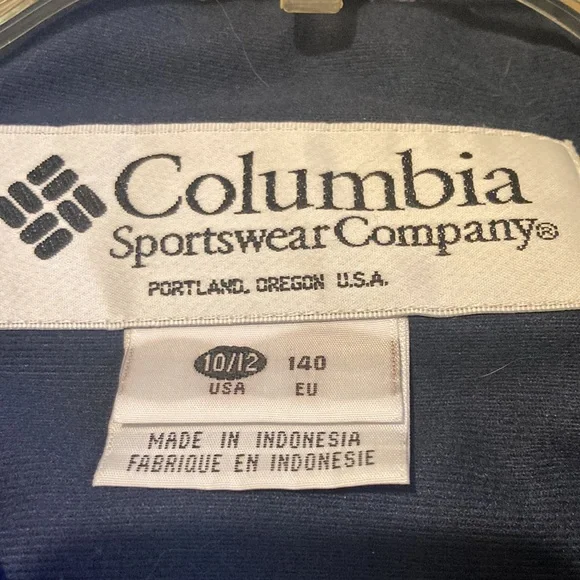 Columbia
Sportswear Company®
PORTLAND, OREGON U.S.A.
10/12 140
USA EU
MADE IN INDONESIA
FABRIQUE EN INDONESIE